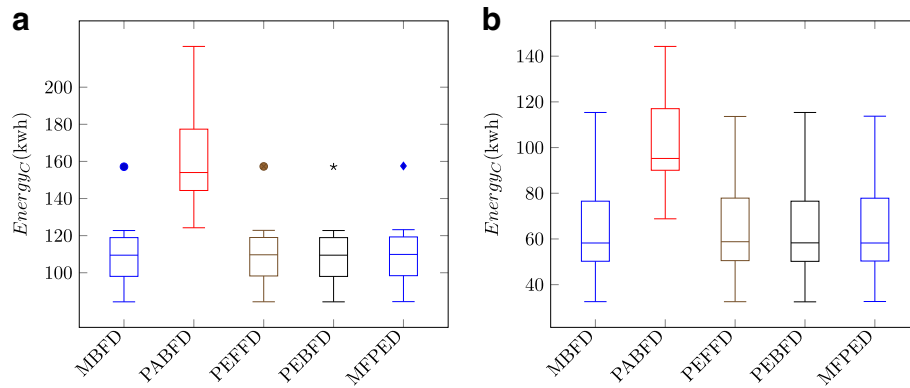 a
b
Energy_C(kwh)
200
180
160
140
120
100
MBFD
PABFD
PEFFD
PEBFD
MFPED
Energy_C(kwh)
140
120
100
80
60
40
MBFD
PABFD
PEFFD
PEBFD
MFPED